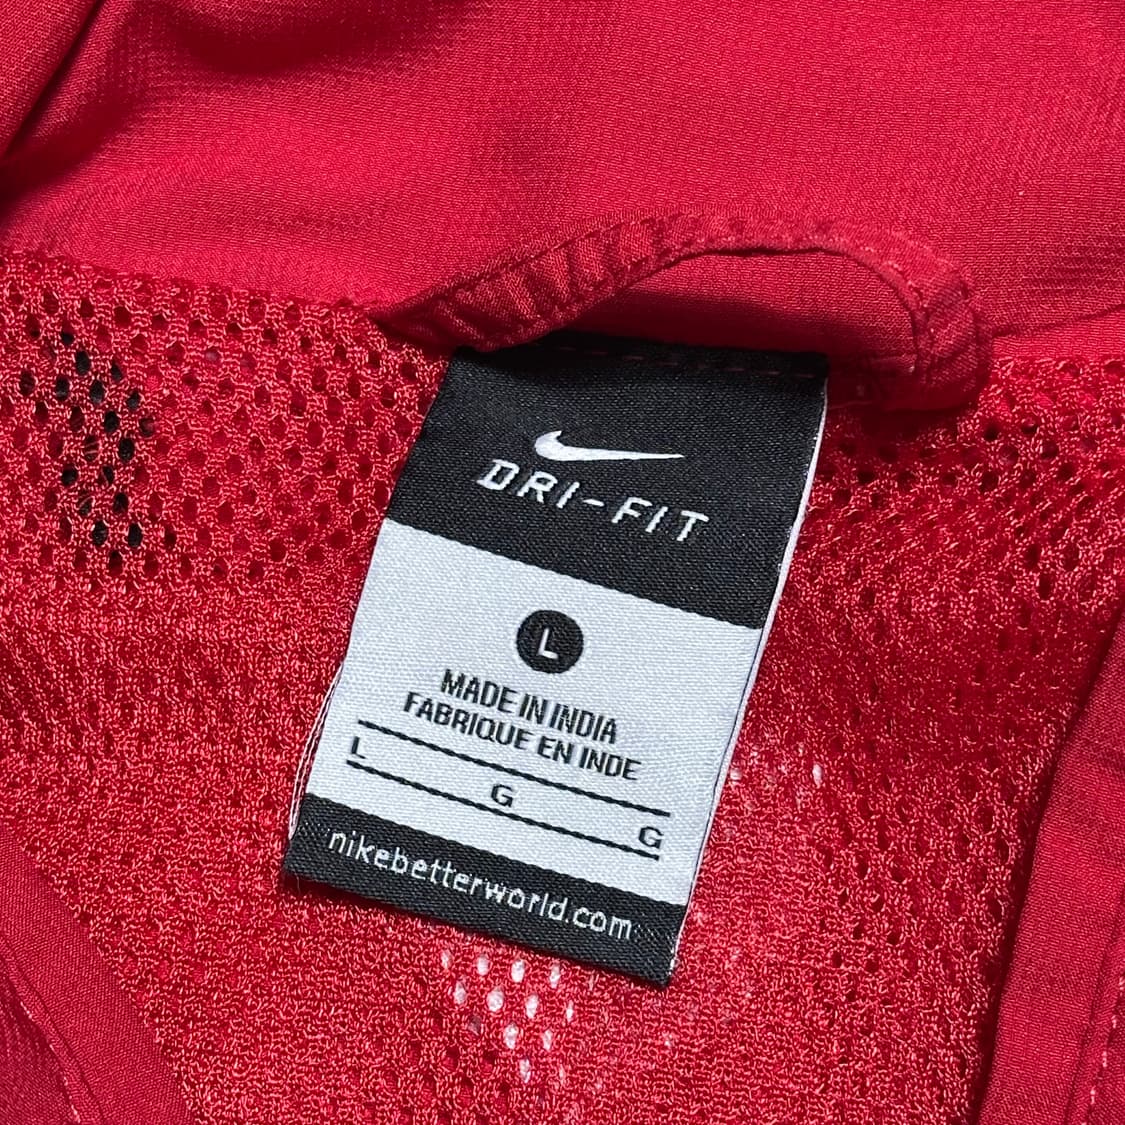 DRI-FIT
L
MADE IN INDIA
FABRIQUE EN INDE
L G G
nikebetterworld.com